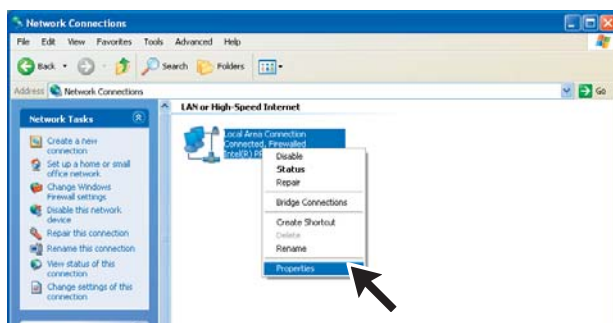 Network Connections
File Edit View Favorites Tools Advanced Help
Back Search Folders
Address Network Connections Go
LAN or High-Speed Internet
Network Tasks
Create a new
connection
Set up a home or small
office network
Change Windows
Firewall settings
Disable this network
device
Repair this connection
Rename this connection
View status of this
connection
Change settings of this
connection
Local Area Connection
Connected, Firewalled
Intel(R)
Disable
Status
Repair
Bridge Connections
Create Shortcut
Delete
Rename
Properties